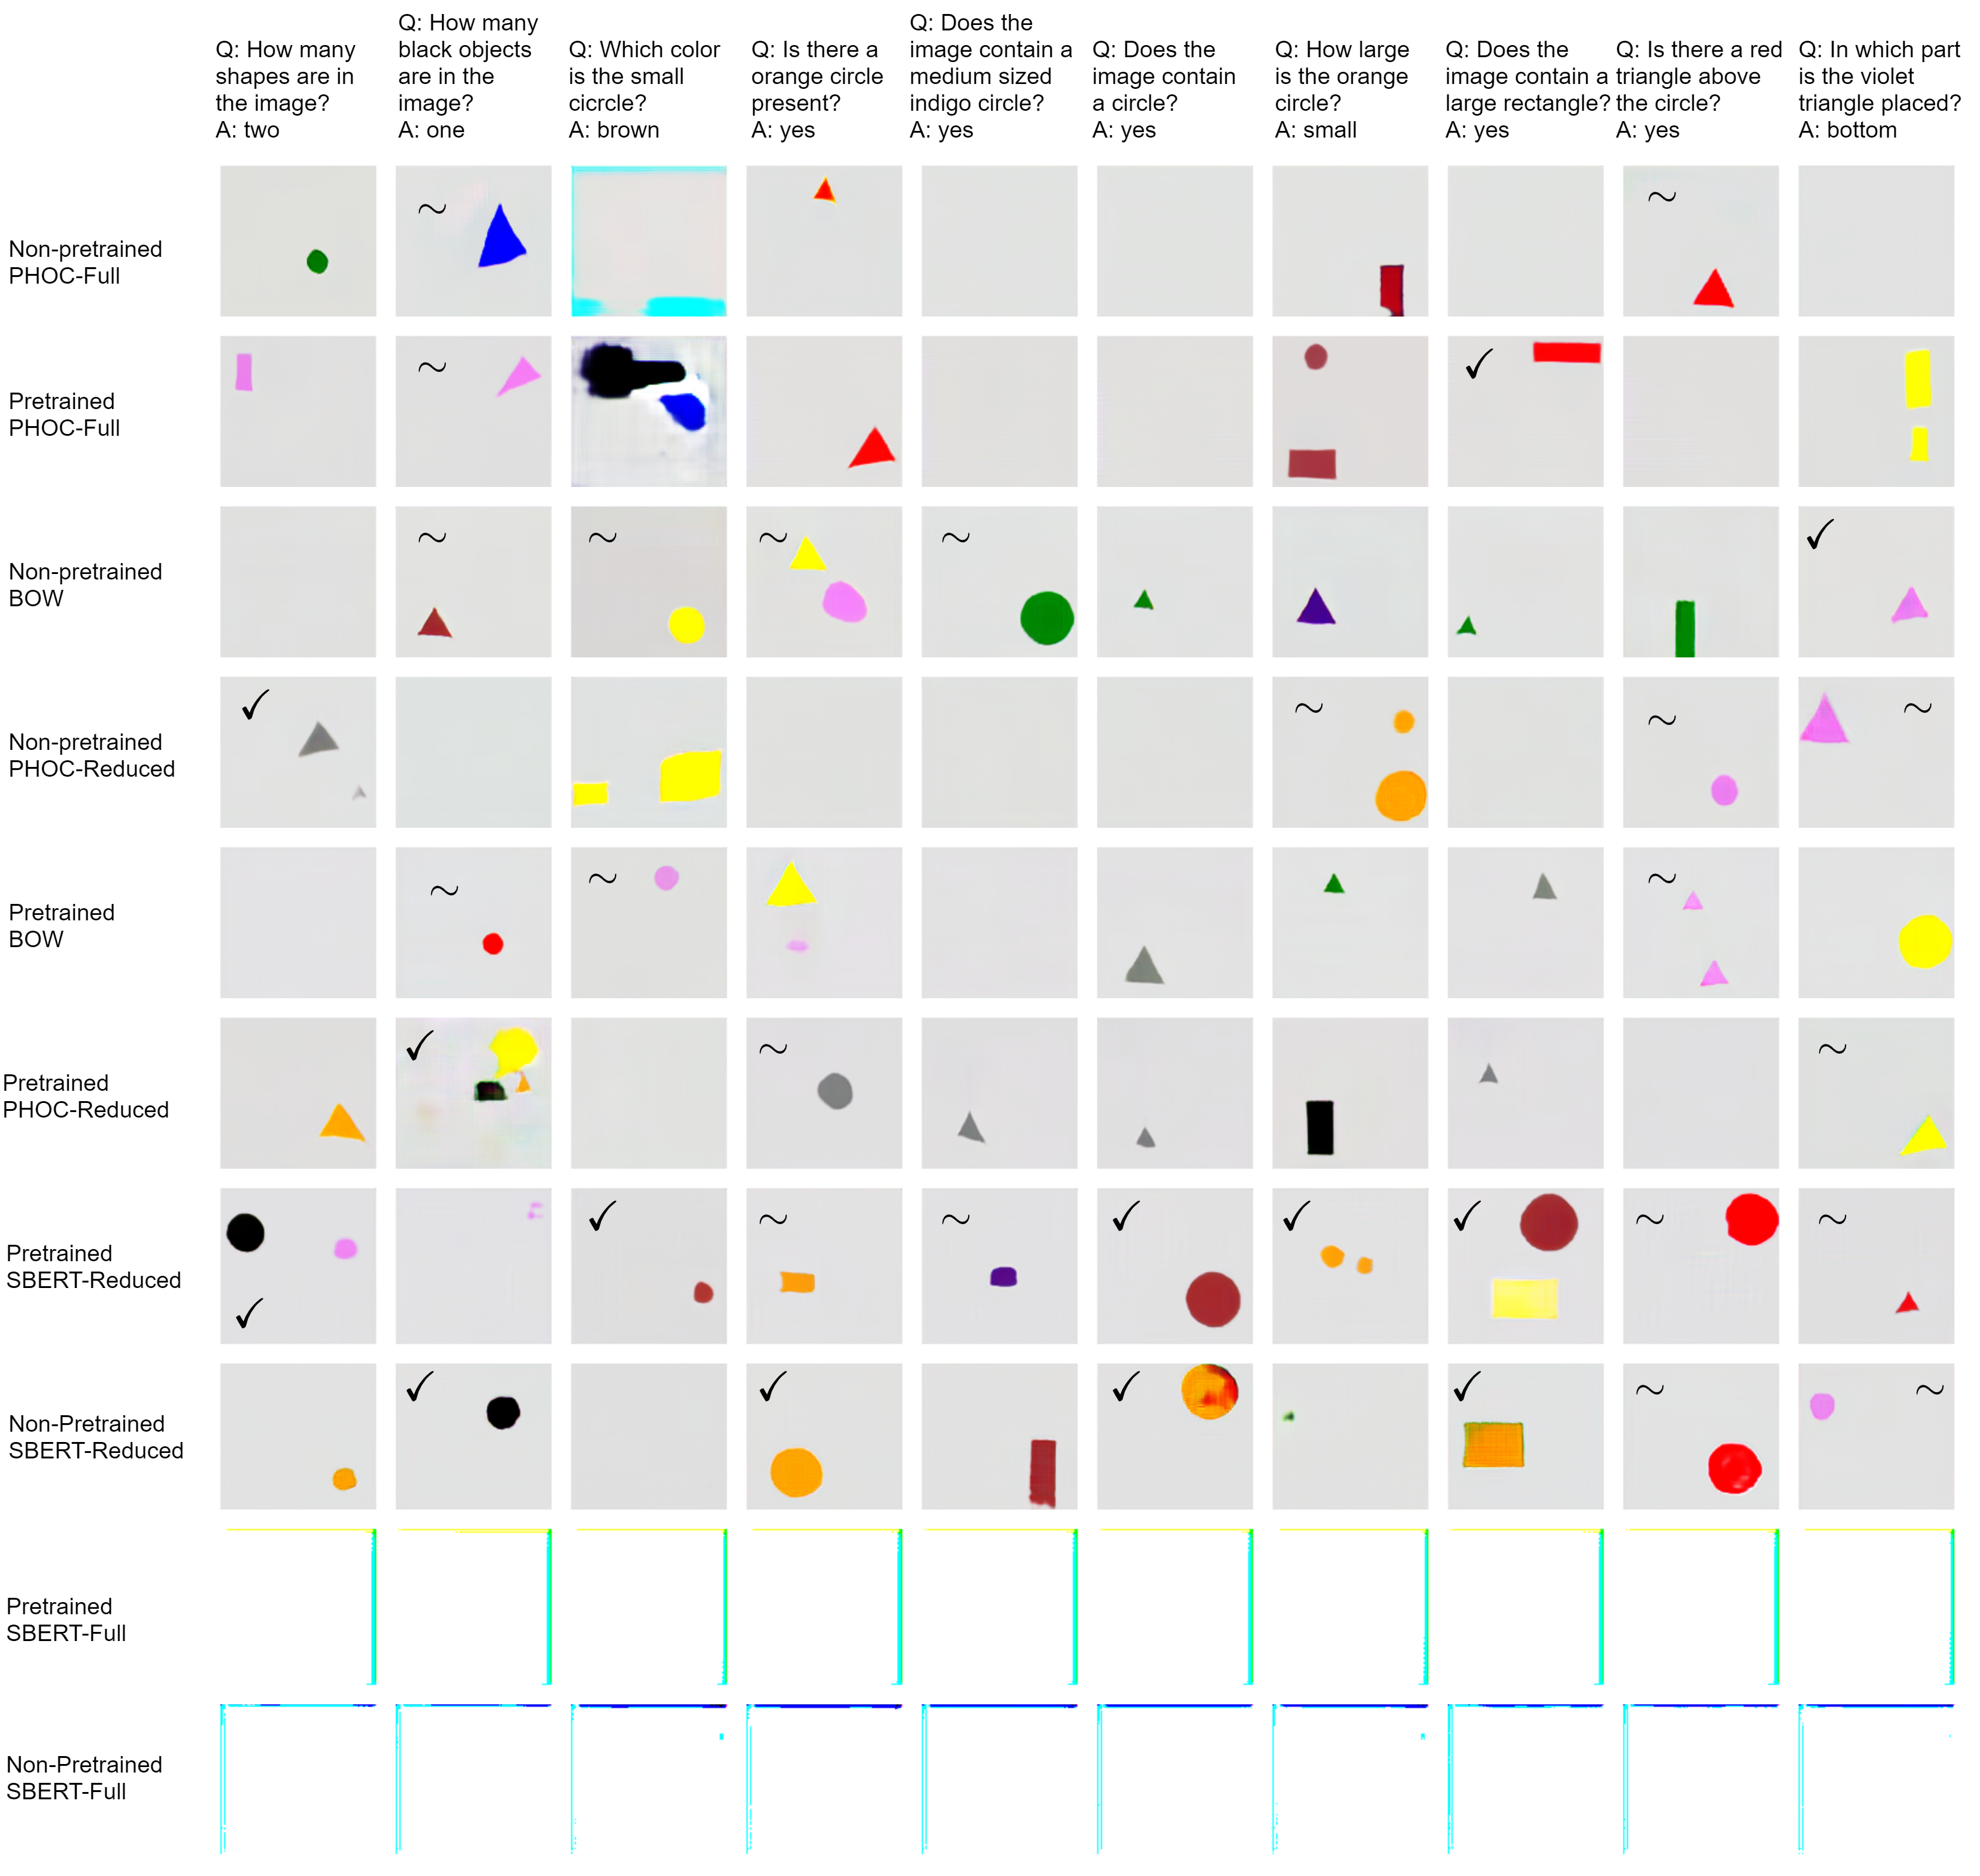 Q: How many
shapes are in
the image?
A: two
Q: How many
black objects
are in the
image?
A: one
Q: Which color
is the small
cicrcle?
A: brown
Q: Is there a
orange circle
present?
A: yes
Q: Does the
image contain a
medium sized
indigo circle?
A: yes
Q: Does the
image contain
a circle?
A: yes
Q: How large
is the orange
circle?
A: small
Q: Does the
image contain a
large rectangle?
A: yes
Q: Is there a red
triangle above
the circle?
A: yes
Q: In which part
is the violet
triangle placed?
A: bottom
Non-pretrained
PHOC-Full
Pretrained
PHOC-Full
Non-pretrained
BOW
Non-pretrained
PHOC-Reduced
Pretrained
BOW
Pretrained
PHOC-Reduced
Pretrained
SBERT-Reduced
Non-Pretrained
SBERT-Reduced
Pretrained
SBERT-Full
Non-Pretrained
SBERT-Full